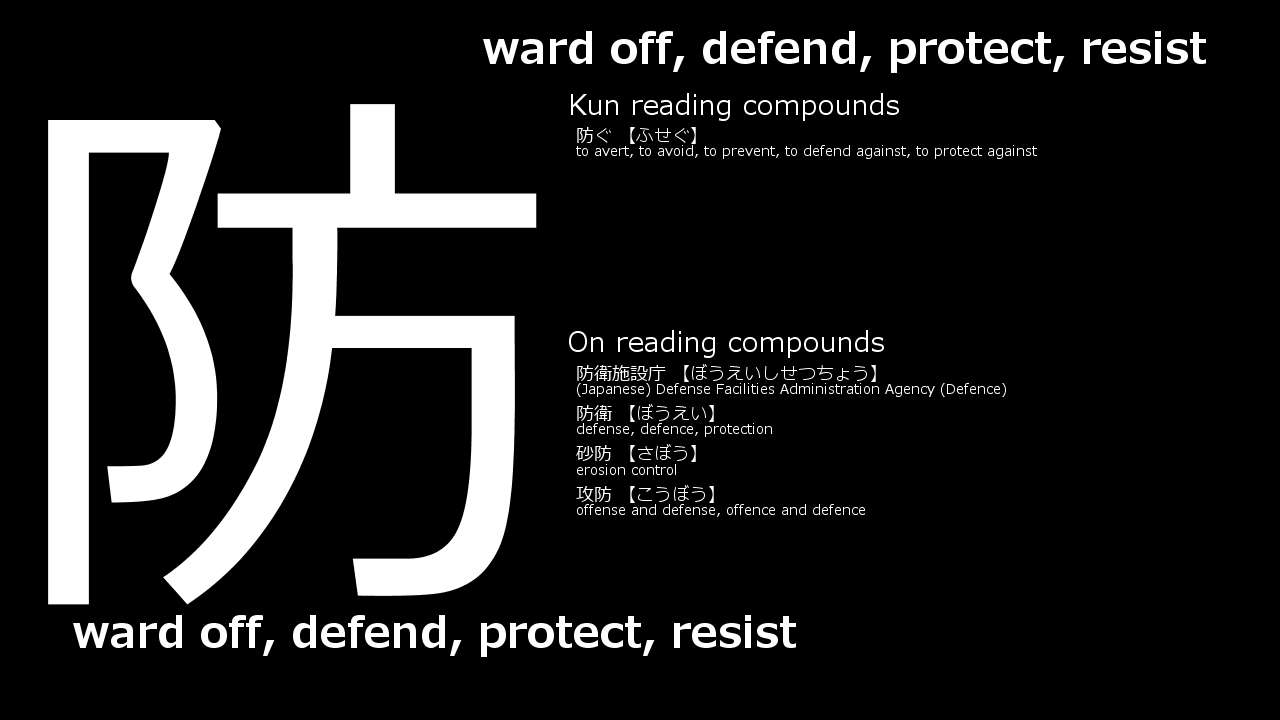 ward off, defend, protect, resist
防
Kun reading compounds
防ぐ 【ふせぐ】
to avert, to avoid, to prevent, to defend against, to protect against
On reading compounds
防衛施設庁 【ぼうえいしせつちょう】
(Japanese) Defense Facilities Administration Agency (Defence)
防衛 【ぼうえい】
defense, defence, protection
砂防 【さぼう】
erosion control
攻防 【こうぼう】
offense and defense, offence and defence
ward off, defend, protect, resist